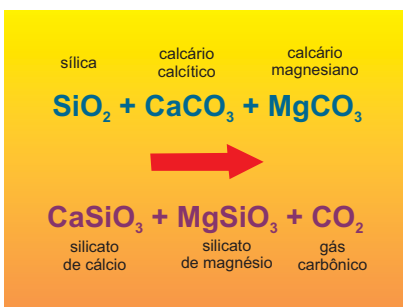 sílica
calcário calcítico
calcário magnesiano
SiO₂ + CaCO₃ + MgCO₃
CaSiO₃ + MgSiO₃ + CO₂
silicato de cálcio
silicato de magnésio
gás carbônico